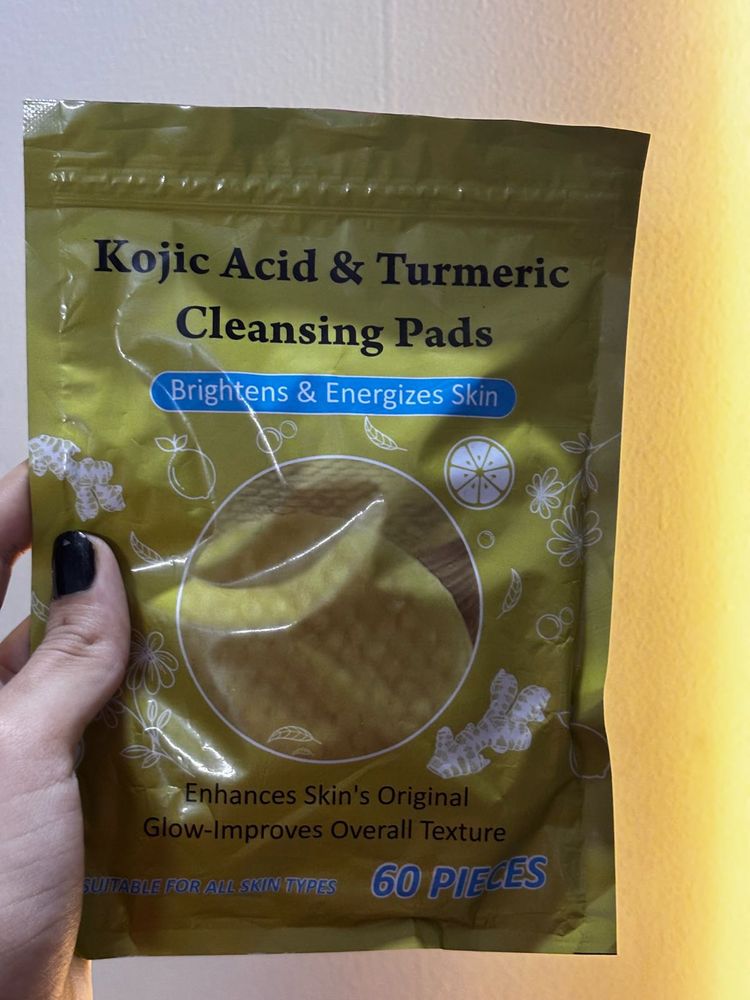 Kojic Acid & Turmeric
Cleansing Pads
Brightens & Energizes Skin
Enhances Skin's Original
Glow-Improves Overall Texture
SUITABLE FOR ALL SKIN TYPES
60 PIECES